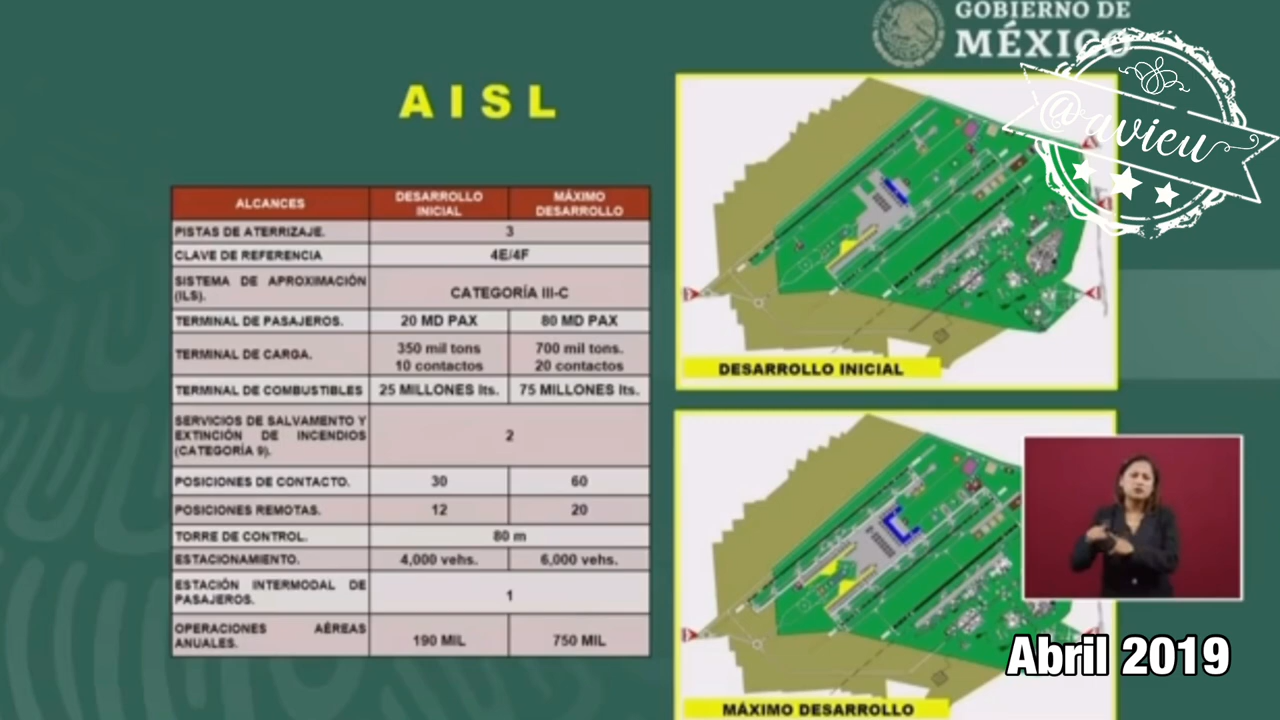 GOBIERNO DE
MÉXICO
@avieu
AISL
ALCANCES
DESARROLLO
INICIAL
MÁXIMO
DESARROLLO
PISTAS DE ATERRIZAJE.
3
CLAVE DE REFERENCIA
4E/4F
SISTEMA DE APROXIMACIÓN
(ILS).
CATEGORÍA III-C
TERMINAL DE PASAJEROS.
20 MD PAX
80 MD PAX
TERMINAL DE CARGA.
350 mil tons
10 contactos
700 mil tons.
20 contactos
TERMINAL DE COMBUSTIBLES
25 MILLONES lts.
75 MILLONES lts.
SERVICIOS DE SALVAMENTO Y
EXTINCIÓN DE INCENDIOS
(CATEGORÍA 9).
2
POSICIONES DE CONTACTO.
30
60
POSICIONES REMOTAS.
12
20
TORRE DE CONTROL.
80 m
ESTACIONAMIENTO.
4,000 vehs.
6,000 vehs.
ESTACIÓN INTERMODAL DE
PASAJEROS.
1
OPERACIONES AÉREAS
ANUALES.
190 MIL
750 MIL
DESARROLLO INICIAL
MÁXIMO DESARROLLO
Abril 2019